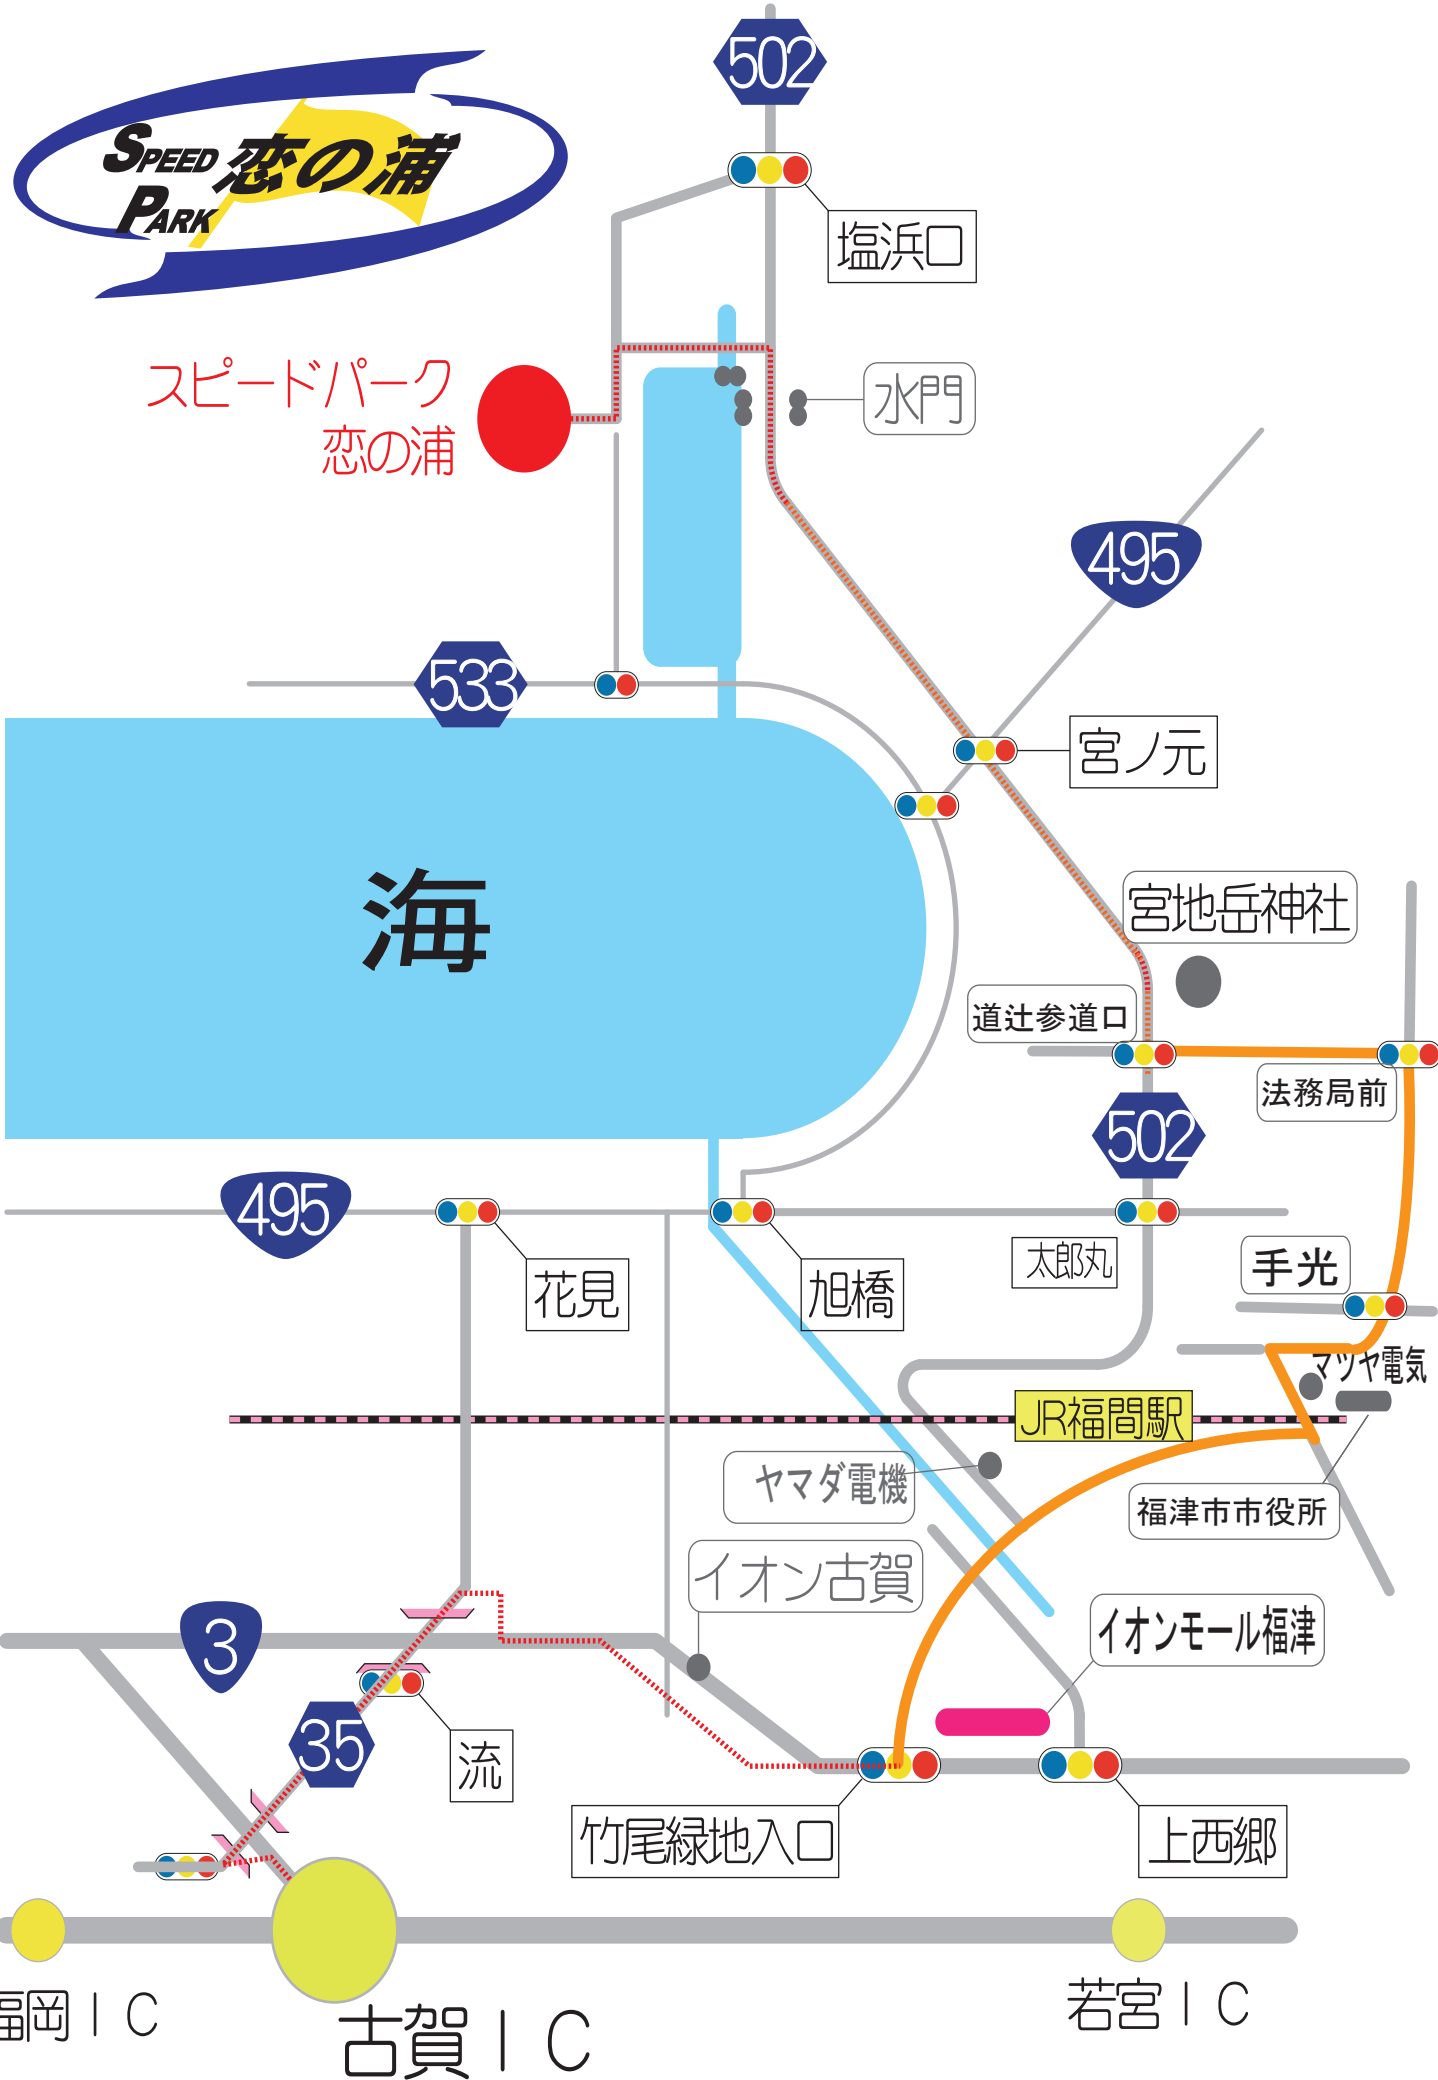 502
SPEED
PARK
恋の浦
塩浜口
スピードパーク
恋の浦
水門
495
533
宮ノ元
海
宮地岳神社
道辻参道口
法務局前
502
495
花見
旭橋
太郎丸
手光
マツヤ電気
JR福間駅
ヤマダ電機
福津市市役所
イオン古賀
イオンモール福津
3
35
流
竹尾緑地入口
上西郷
福岡IC
古賀IC
若宮IC